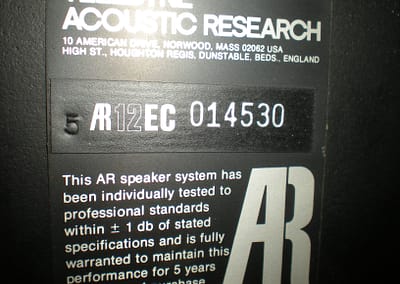 TELEDYNE
ACOUSTIC RESEARCH
10 AMERICAN DRIVE, NORWOOD, MASS 02062 USA
HIGH ST., HOUGHTON REGIS, DUNSTABLE, BEDS., ENGLAND
5 AR12EC 014530
This AR speaker system has
been individually tested to
professional standards
within ± 1 db of stated
specifications and is fully
warranted to maintain this
performance for 5 years
purchase
AR